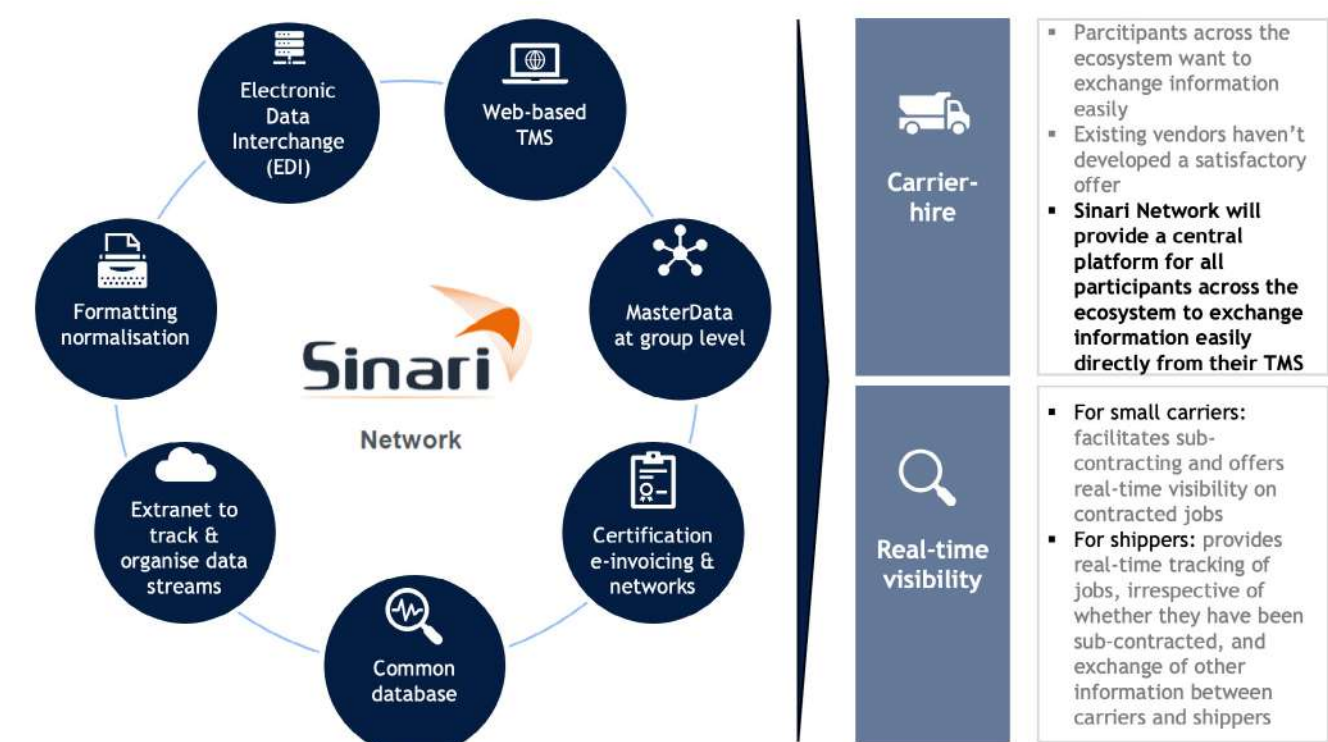 Electronic
Data
Interchange
(EDI)
Web-based
TMS
MasterData
at group level
Certification
e-invoicing &
networks
Common
database
Extranet to
track &
organise data
streams
Formatting
normalisation
Sinari
Network
Carrier-
hire
▪ Parcitipants across the
ecosystem want to
exchange information
easily
▪ Existing vendors haven’t
developed a satisfactory
offer
▪ Sinari Network will
provide a central
platform for all
participants across the
ecosystem to exchange
information easily
directly from their TMS
Real-time
visibility
▪ For small carriers:
facilitates sub-
contracting and offers
real-time visibility on
contracted jobs
▪ For shippers: provides
real-time tracking of
jobs, irrespective of
whether they have been
sub-contracted, and
exchange of other
information between
carriers and shippers